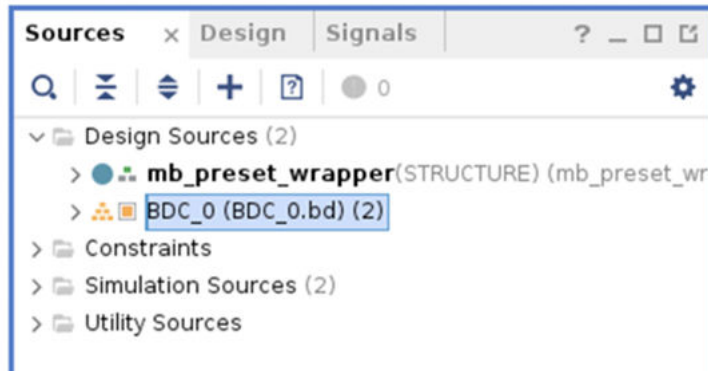 Sources × Design Signals ? _
0
Design Sources (2)
mb_preset_wrapper(STRUCTURE) (mb_preset_wr
BDC_0 (BDC_0.bd) (2)
Constraints
Simulation Sources (2)
Utility Sources